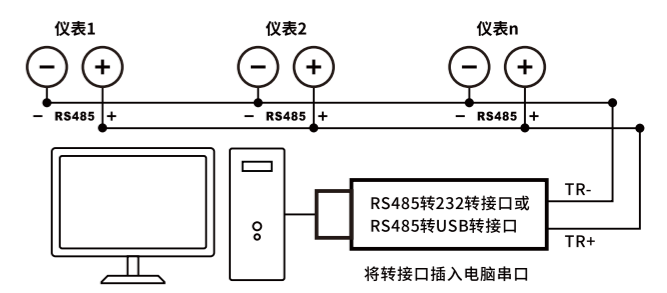 仪表1 仪表2 仪表n
− + − + − +
− RS485 + − RS485 + − RS485 +
TR-
RS485转232转接口或
RS485转USB转接口
TR+
将转接口插入电脑串口